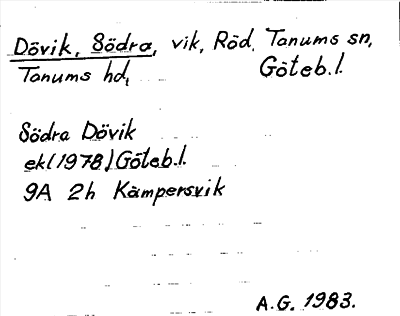 Dövik, Södra, vik, Röd, Tanums sn,
Tanums hd, Göteb.l.
Södra Dövik
ek(1978)Göteb.l.
9A 2h Kämpersvik
A.G. 1983.